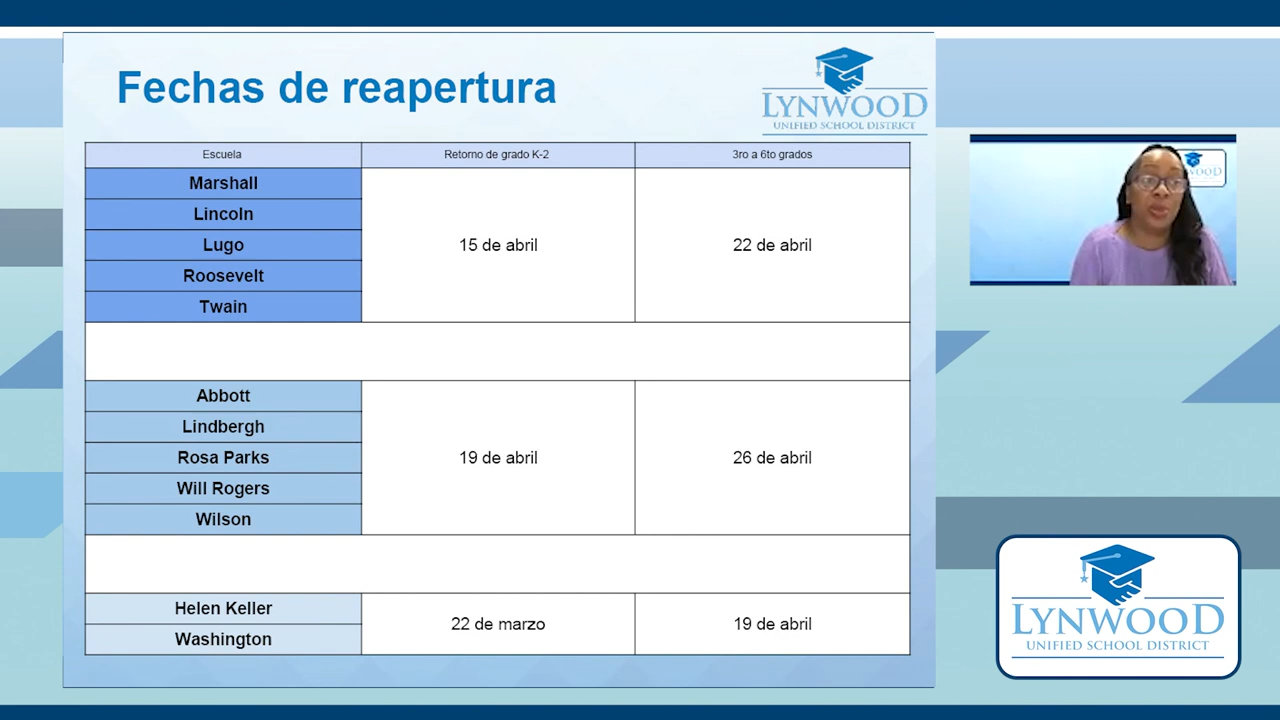 Fechas de reapertura
LYNWOOD
UNIFIED SCHOOL DISTRICT
Escuela Retorno de grado K-2 3ro a 6to grados
Marshall
Lincoln
Lugo 15 de abril 22 de abril
Roosevelt
Twain
Abbott
Lindbergh
Rosa Parks 19 de abril 26 de abril
Will Rogers
Wilson
Helen Keller
22 de marzo 19 de abril
Washington
LYNWOOD
UNIFIED SCHOOL DISTRICT